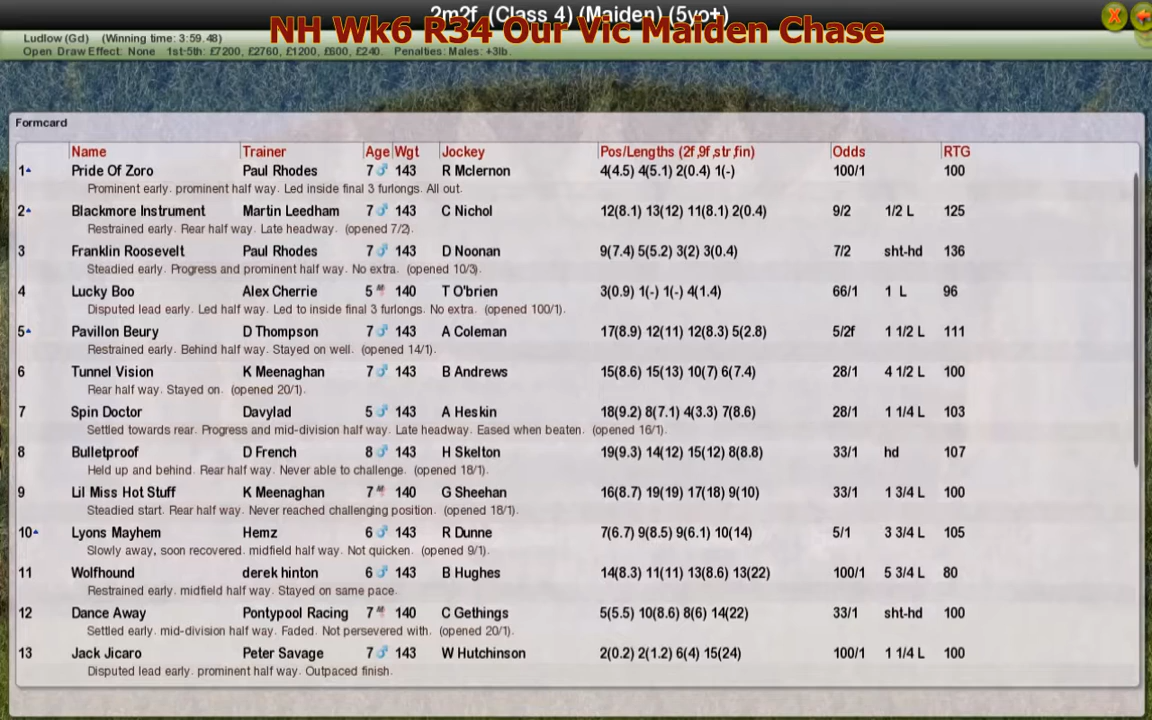 2m2f, (Class 4) (Maiden) (5yo+)
NH Wk6 R34 Our Vic Maiden Chase
Ludlow (Gd) (Winning time: 3:59.48)
Open Draw Effect: None 1st-5th: £7200, £2760, £1200, £600, £240. Penalties: Males: +3lb.
Formcard
Name Trainer Age Wgt Jockey Pos/Lengths (2f,9f,str,fin) Odds RTG
1 Pride Of Zoro Paul Rhodes 7♂ 143 R Mclernon 4(4.5) 4(5.1) 2(0.4) 1(-) 100/1 100
Prominent early. prominent half way. Led inside final 3 furlongs. All out.
2 Blackmore Instrument Martin Leedham 7♂ 143 C Nichol 12(8.1) 13(12) 11(8.1) 2(0.4) 9/2 1/2 L 125
Restrained early. Rear half way. Late headway. (opened 7/2).
3 Franklin Roosevelt Paul Rhodes 7♂ 143 D Noonan 9(7.4) 5(5.2) 3(2) 3(0.4) 7/2 sht-hd 136
Steadied early. Progress and prominent half way. No extra. (opened 10/3).
4 Lucky Boo Alex Cherrie 5 140 T O'brien 3(0.9) 1(-) 1(-) 4(1.4) 66/1 1 L 96
Disputed lead early. Led half way. Led to inside final 3 furlongs. No extra. (opened 100/1).
5 Pavillon Beury D Thompson 7♂ 143 A Coleman 17(8.9) 12(11) 12(8.3) 5(2.8) 5/2f 1 1/2 L 111
Restrained early. Behind half way. Stayed on well. (opened 14/1).
6 Tunnel Vision K Meenaghan 7♂ 143 B Andrews 15(8.6) 15(13) 10(7) 6(7.4) 28/1 4 1/2 L 100
Rear half way. Stayed on. (opened 20/1).
7 Spin Doctor Davylad 5♂ 143 A Heskin 18(9.2) 8(7.1) 4(3.3) 7(8.6) 28/1 1 1/4 L 103
Settled towards rear. Progress and mid-division half way. Late headway. Eased when beaten. (opened 16/1).
8 Bulletproof D French 8♂ 143 H Skelton 19(9.3) 14(12) 15(12) 8(8.8) 33/1 hd 107
Held up and behind. Rear half way. Never able to challenge. (opened 18/1).
9 Lil Miss Hot Stuff K Meenaghan 7 140 G Sheehan 16(8.7) 19(19) 17(18) 9(10) 33/1 1 3/4 L 100
Steadied start. Rear half way. Never reached challenging position. (opened 18/1).
10 Lyons Mayhem Hemz 6♂ 143 R Dunne 7(6.7) 9(8.5) 9(6.1) 10(14) 5/1 3 3/4 L 105
Slowly away, soon recovered. midfield half way. Not quicken. (opened 9/1).
11 Wolfhound derek hinton 6♂ 143 B Hughes 14(8.3) 11(11) 13(8.6) 13(22) 100/1 5 3/4 L 80
Restrained early. midfield half way. Stayed on same pace.
12 Dance Away Pontypool Racing 7 140 C Gethings 5(5.5) 10(8.6) 8(6) 14(22) 33/1 sht-hd 100
Settled early. mid-division half way. Faded. Not persevered with. (opened 20/1).
13 Jack Jicaro Peter Savage 7♂ 143 W Hutchinson 2(0.2) 2(1.2) 6(4) 15(24) 100/1 1 1/4 L 100
Disputed lead early. prominent half way. Outpaced finish.